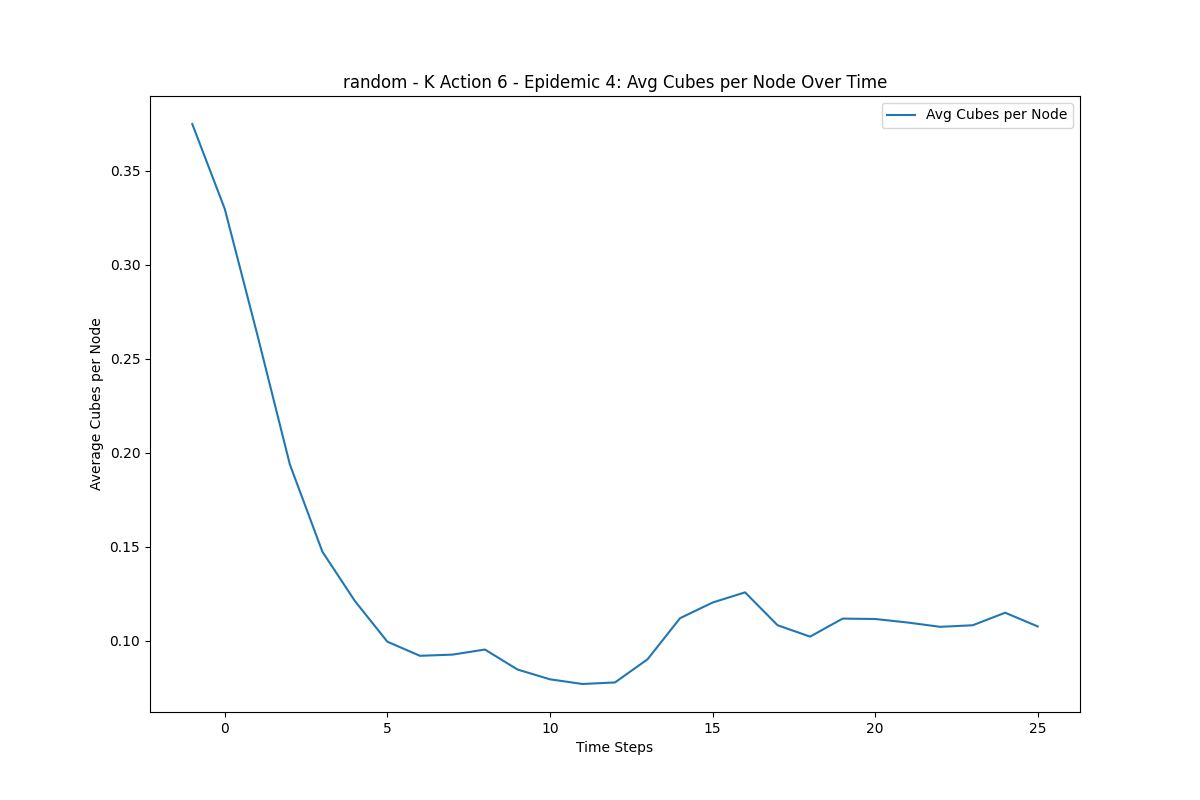 random - K Action 6 - Epidemic 4: Avg Cubes per Node Over Time
Avg Cubes per Node
Average Cubes per Node
0.35
0.30
0.25
0.20
0.15
0.10
0 5 10 15 20 25
Time Steps